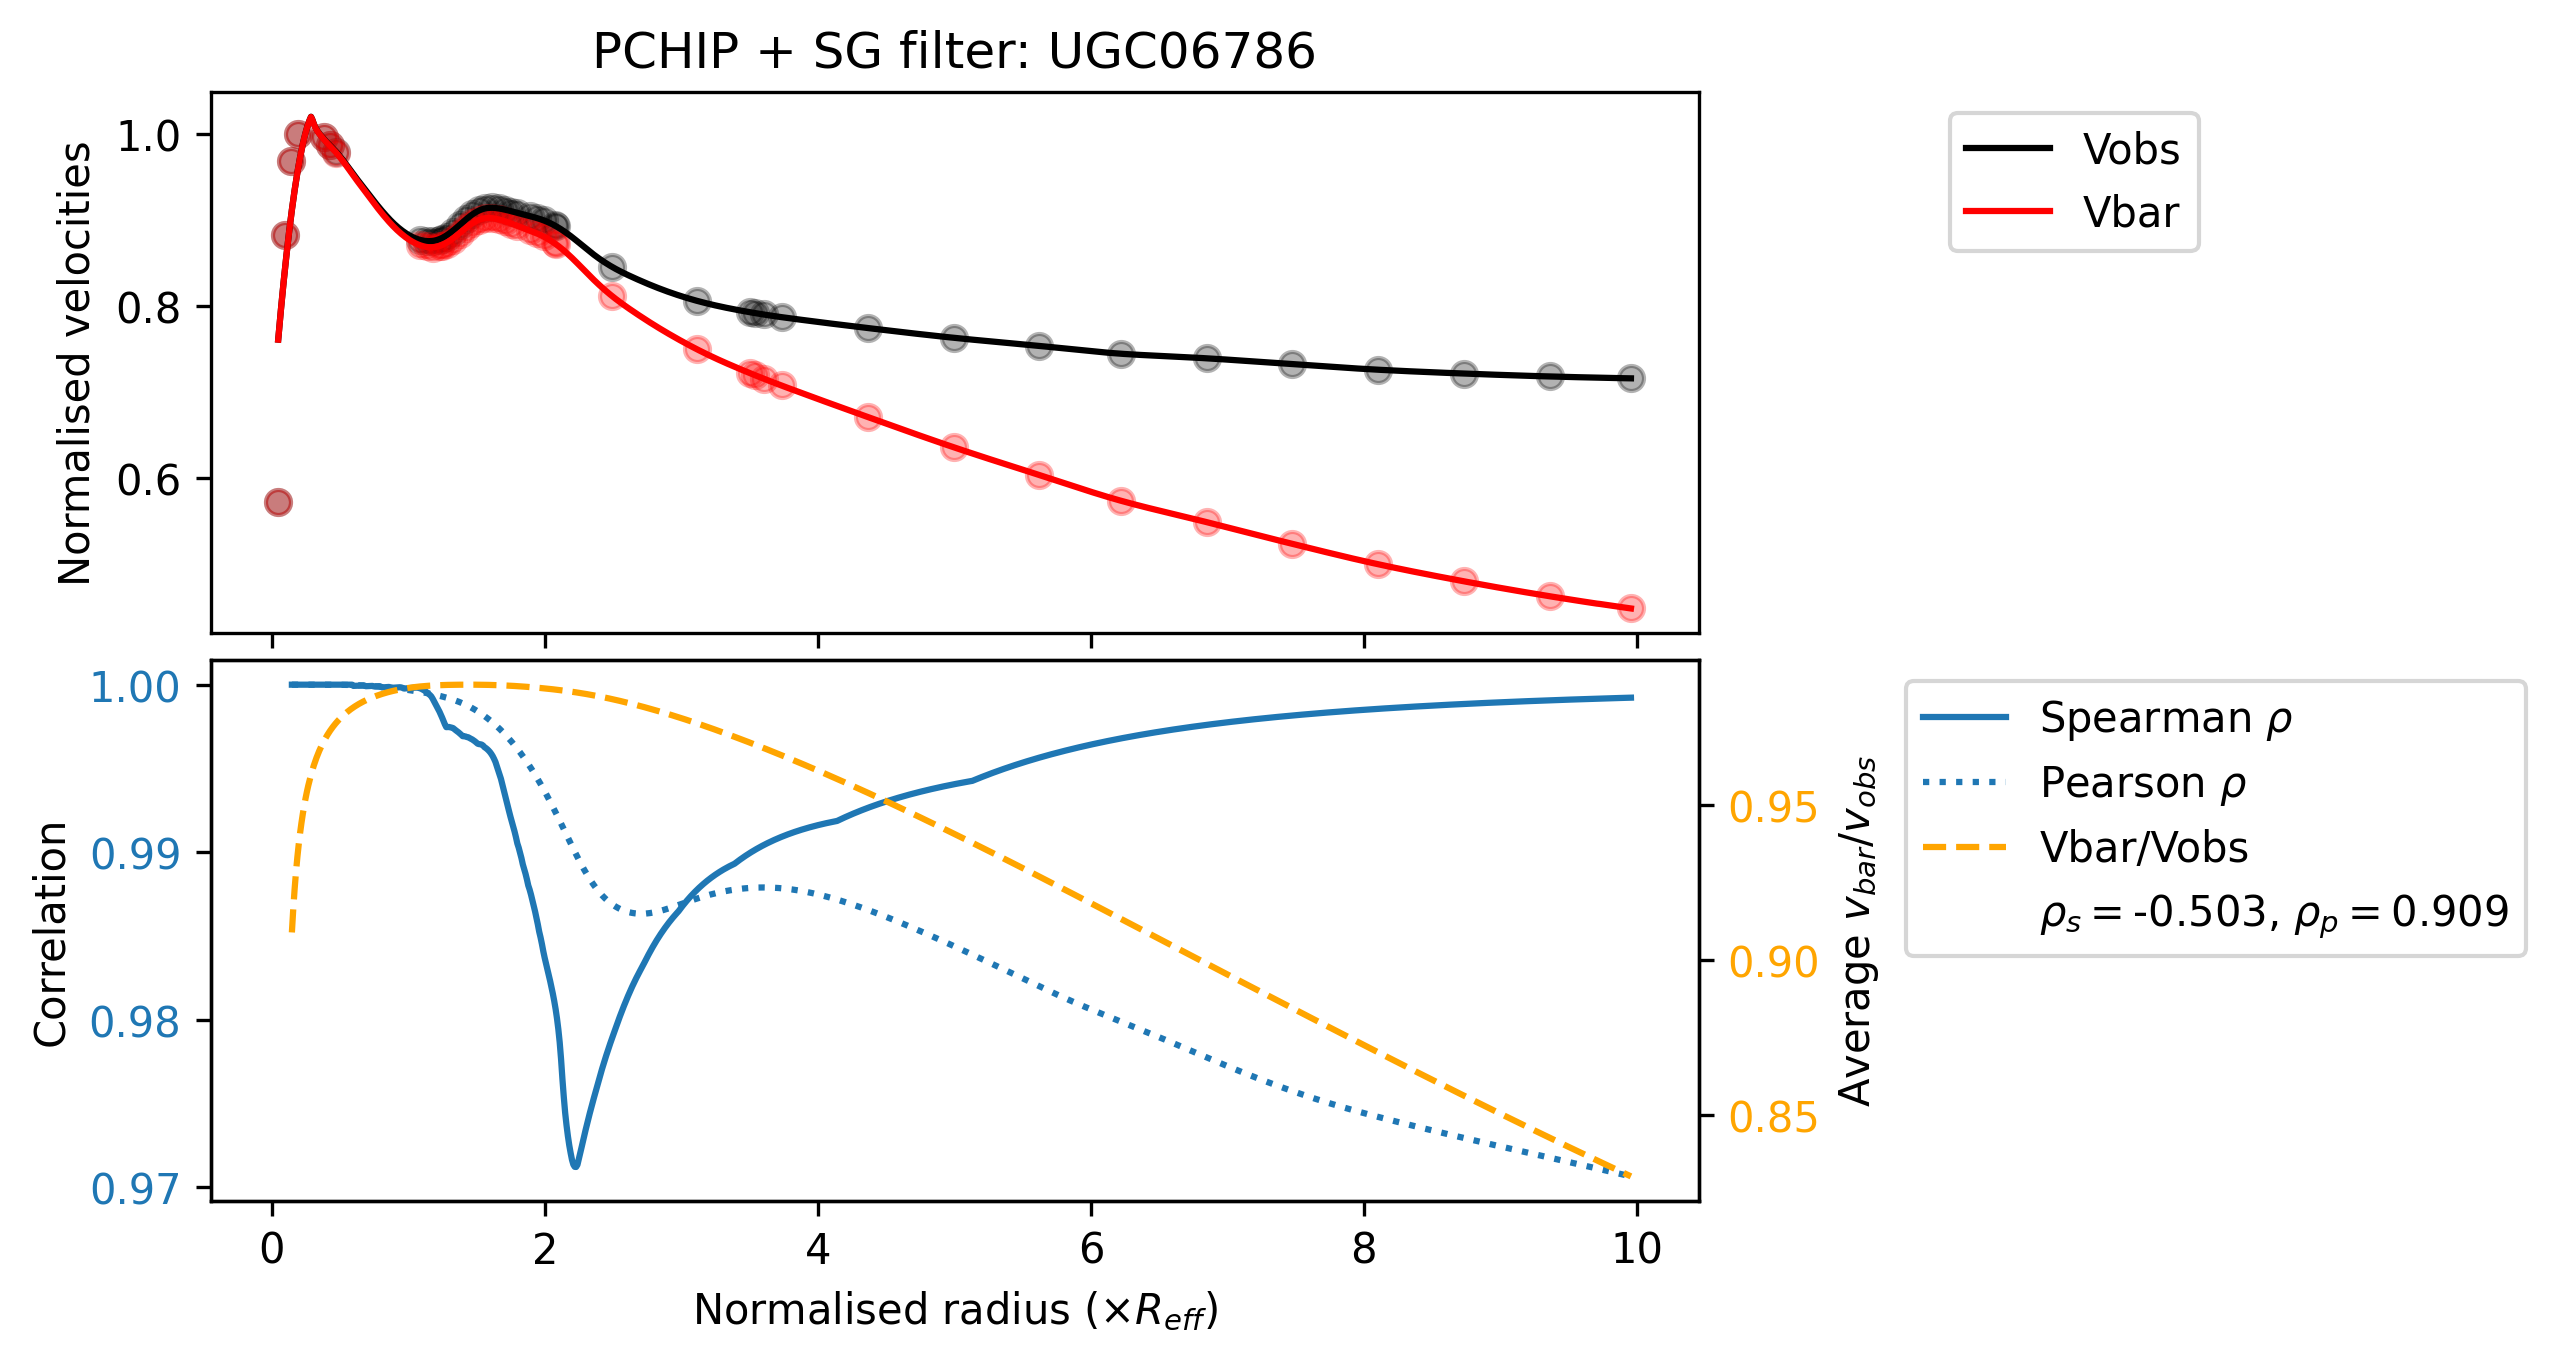 PCHIP + SG filter: UGC06786
Normalised velocities
1.0
0.8
0.6
Vobs
Vbar
Correlation
1.00
0.99
0.98
0.97
0
2
4
6
8
10
Normalised radius (×R_eff)
0.95
0.90
0.85
Average v_bar/v_obs
Spearman ρ
Pearson ρ
Vbar/Vobs
ρ_s = -0.503, ρ_p = 0.909